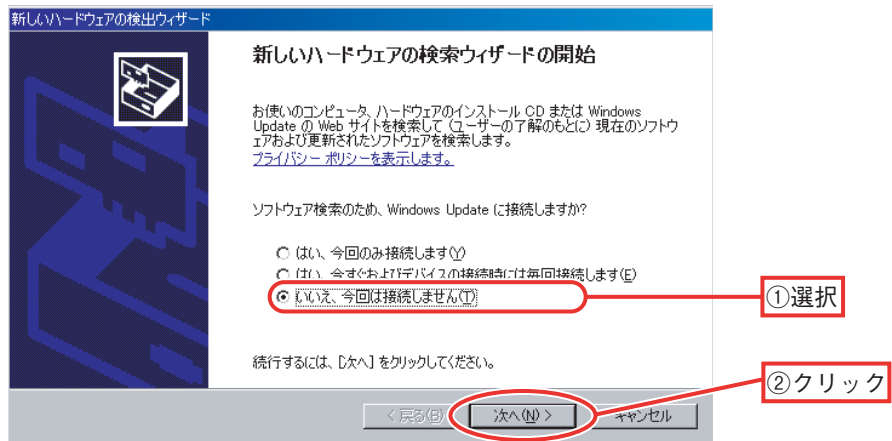 新しいハードウェアの検出ウィザード
新しいハードウェアの検索ウィザードの開始
お使いのコンピュータ、ハードウェアのインストール CD または Windows
Update の Web サイトを検索して (ユーザーの了解のもとに) 現在のソフトウ
ェアおよび更新されたソフトウェアを検索します。
プライバシー ポリシーを表示します。
ソフトウェア検索のため、Windows Update に接続しますか?
はい、今回のみ接続します(Y)
はい、今すぐおよびデバイスの接続時には毎回接続します(E)
いいえ、今回は接続しません(T)
①選択
続行するには、[次へ] をクリックしてください。
②クリック
< 戻る(B)
次へ(N) >
キャンセル